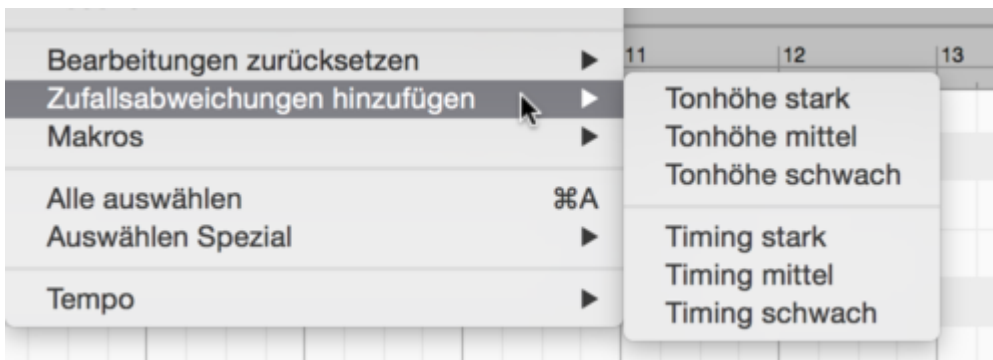 Bearbeitungen zurücksetzen
Zufallsabweichungen hinzufügen
Makros
Alle auswählen ⌘A
Auswählen Spezial
Tempo
11 12 13
Tonhöhe stark
Tonhöhe mittel
Tonhöhe schwach
Timing stark
Timing mittel
Timing schwach